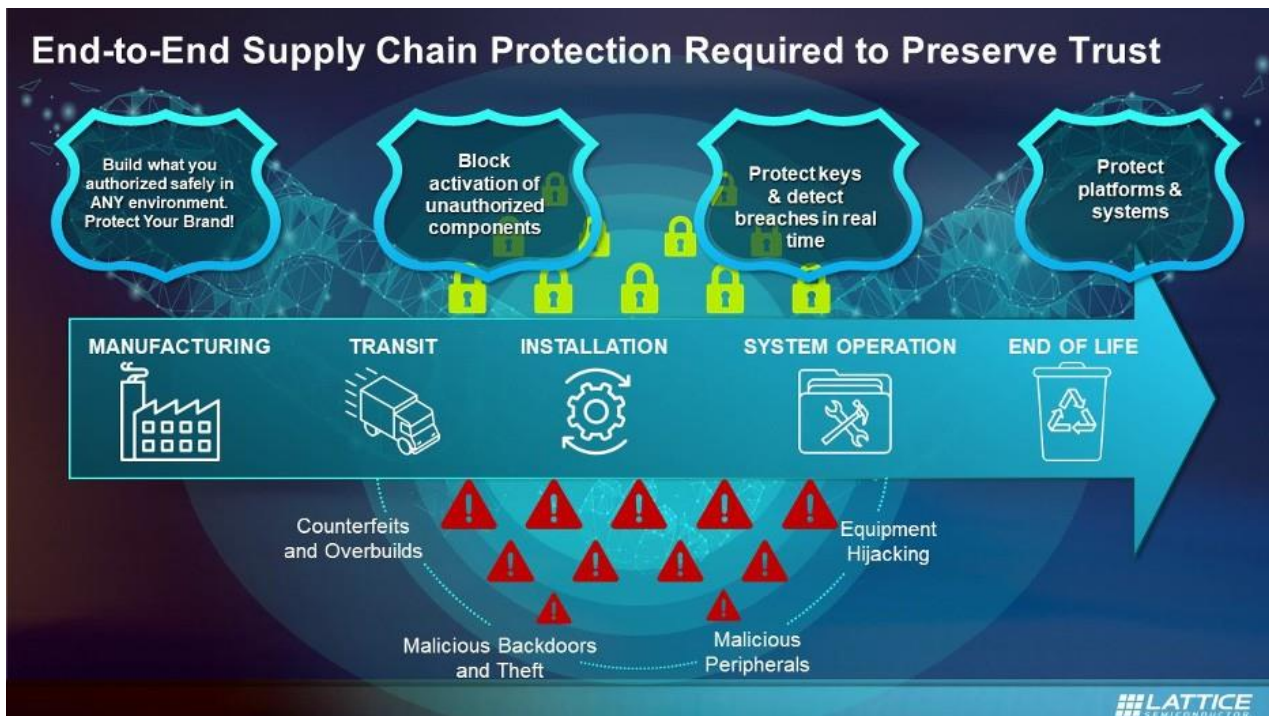 End-to-End Supply Chain Protection Required to Preserve Trust
Build what you
authorized safely in
ANY environment.
Protect Your Brand!
Block
activation of
unauthorized
components
Protect keys
& detect
breaches in real
time
Protect
platforms &
systems
MANUFACTURING
TRANSIT
INSTALLATION
SYSTEM OPERATION
END OF LIFE
Counterfeits
and Overbuilds
Malicious Backdoors
and Theft
Malicious
Peripherals
Equipment
Hijacking
LATTICE
SEMICONDUCTOR